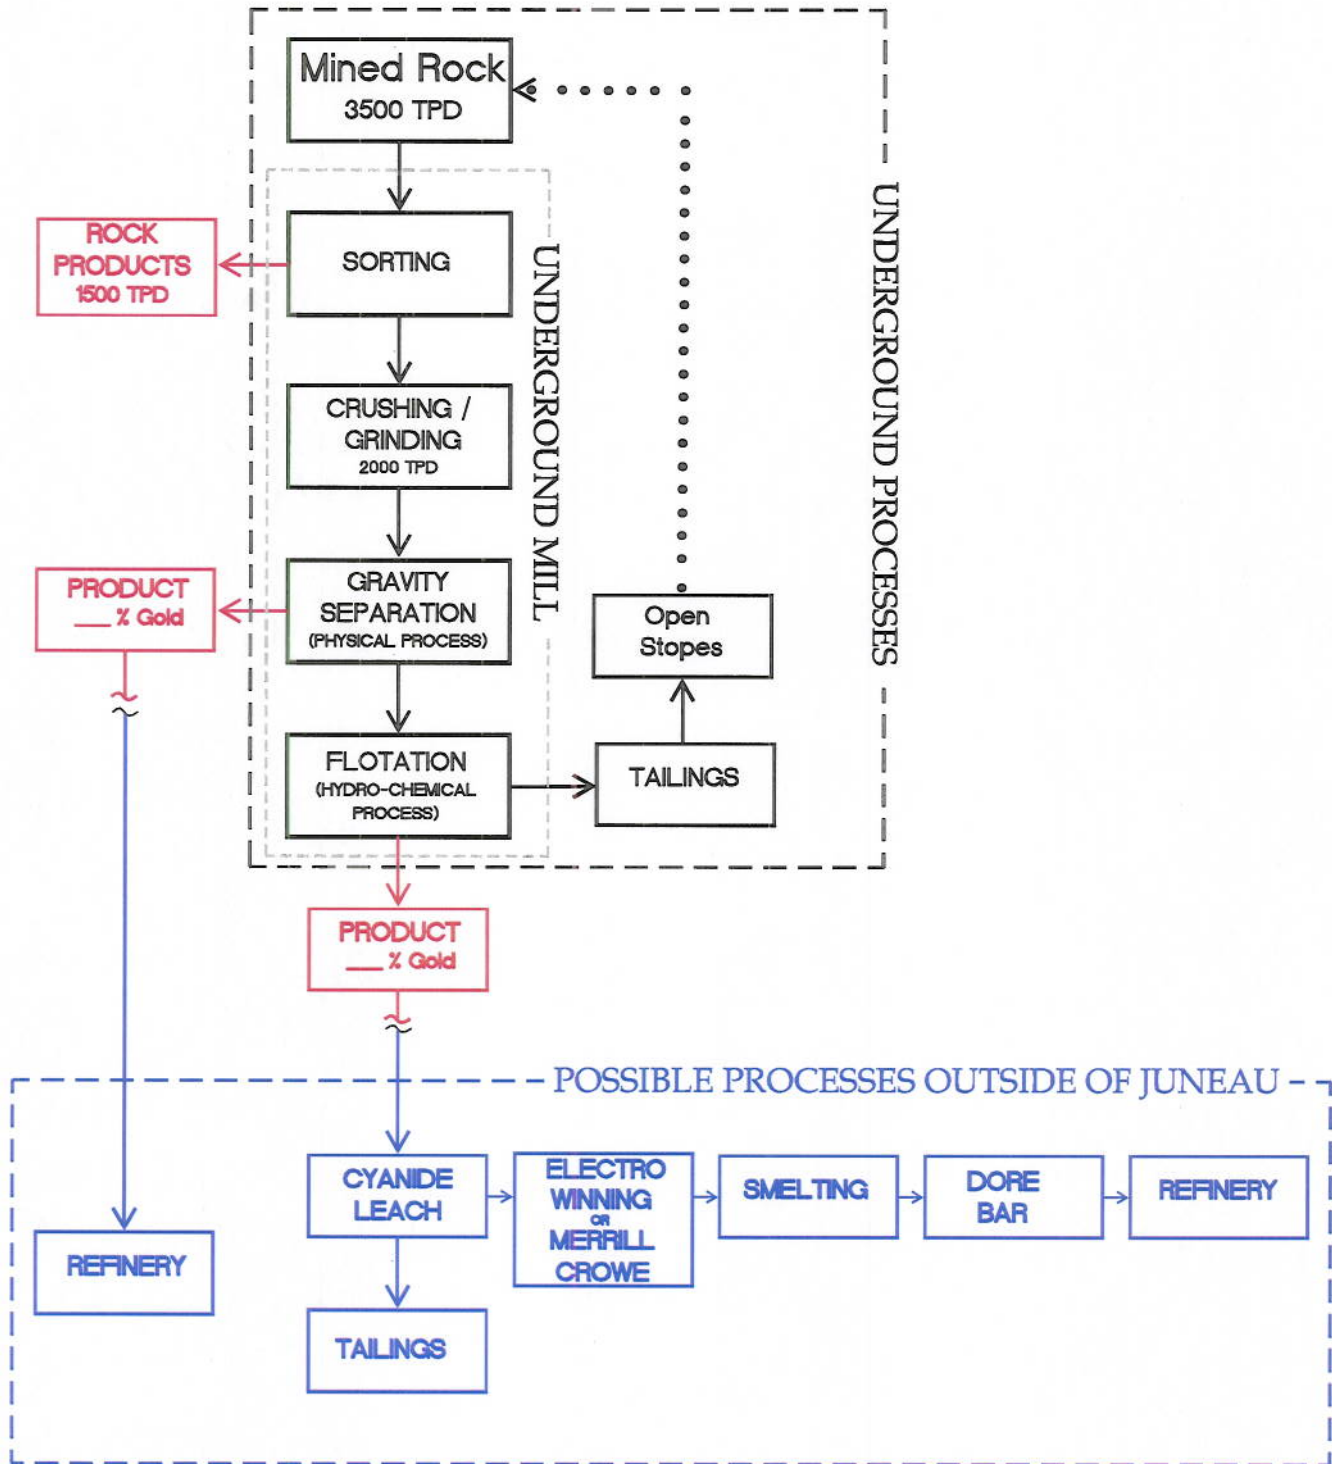 Mined Rock
3500 TPD
UNDERGROUND PROCESSES
UNDERGROUND MILL
ROCK
PRODUCTS
1500 TPD
SORTING
CRUSHING /
GRINDING
2000 TPD
PRODUCT
___ % Gold
GRAVITY
SEPARATION
(PHYSICAL PROCESS)
Open
Stopes
FLOTATION
(HYDRO-CHEMICAL
PROCESS)
TAILINGS
PRODUCT
___ % Gold
POSSIBLE PROCESSES OUTSIDE OF JUNEAU
CYANIDE
LEACH
ELECTRO
WINNING
OR
MERRILL
CROWE
SMELTING
DORE
BAR
REFINERY
REFINERY
TAILINGS